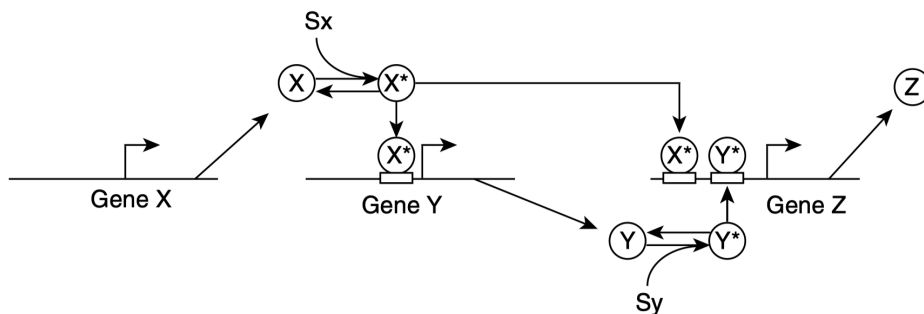 Sx
X
X*
Z
X*
X*
Y*
Gene X
Gene Y
Gene Z
Y
Y*
Sy